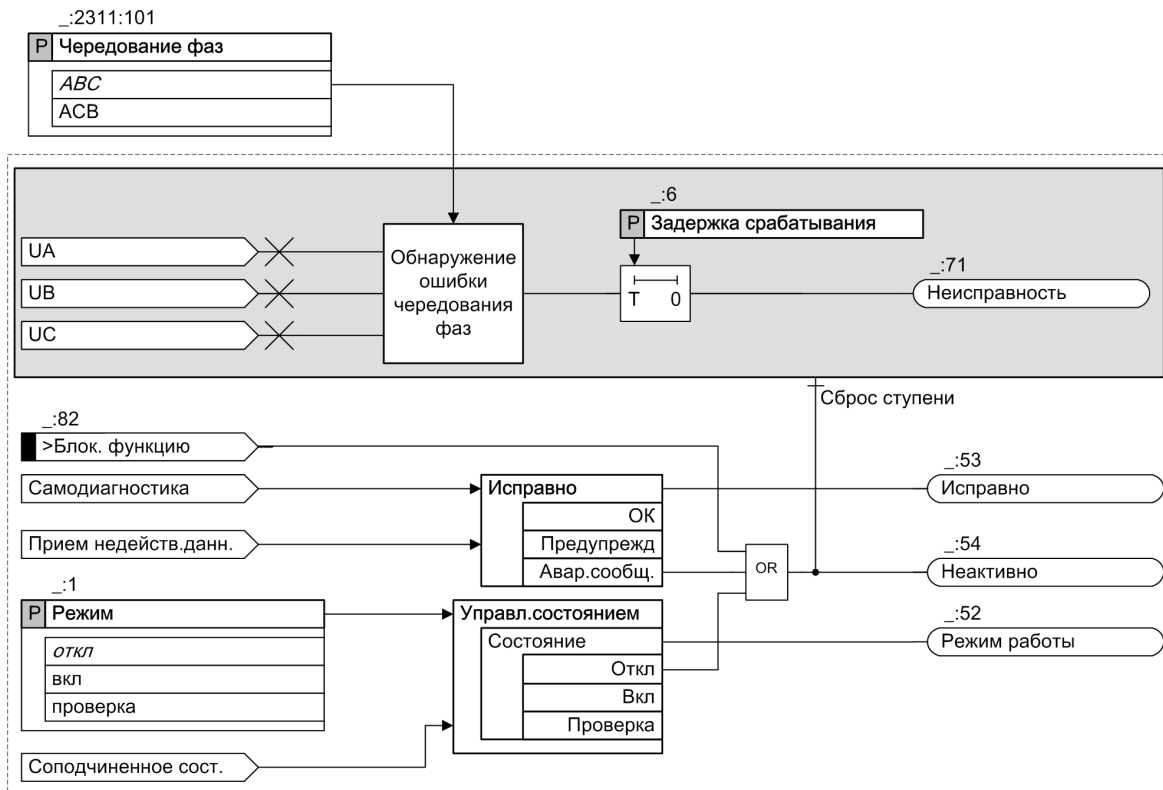 _:2311:101
P Чередование фаз
ABC
ACB
_:6
P Задержка срабатывания
UA
UB
UC
Обнаружение
ошибки
чередования
фаз
T 0
_:71
Неисправность
Сброс ступени
_:82
>Блок. функцию
Самодиагностика
Прием недейств.данн.
Исправно
ОК
Предупрежд
Авар.сообщ.
OR
_:53
Исправно
_:54
Неактивно
_:1
P Режим
откл
вкл
проверка
Управл.состоянием
Состояние
Откл
Вкл
Проверка
_:52
Режим работы
Соподчиненное сост.